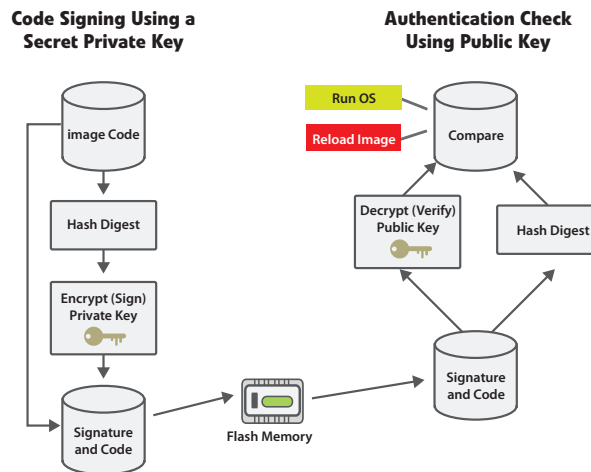 Code Signing Using a
Secret Private Key
image Code
Hash Digest
Encrypt (Sign)
Private Key
Signature
and Code
Flash Memory
Authentication Check
Using Public Key
Run OS
Reload Image
Compare
Decrypt (Verify)
Public Key
Hash Digest
Signature
and Code